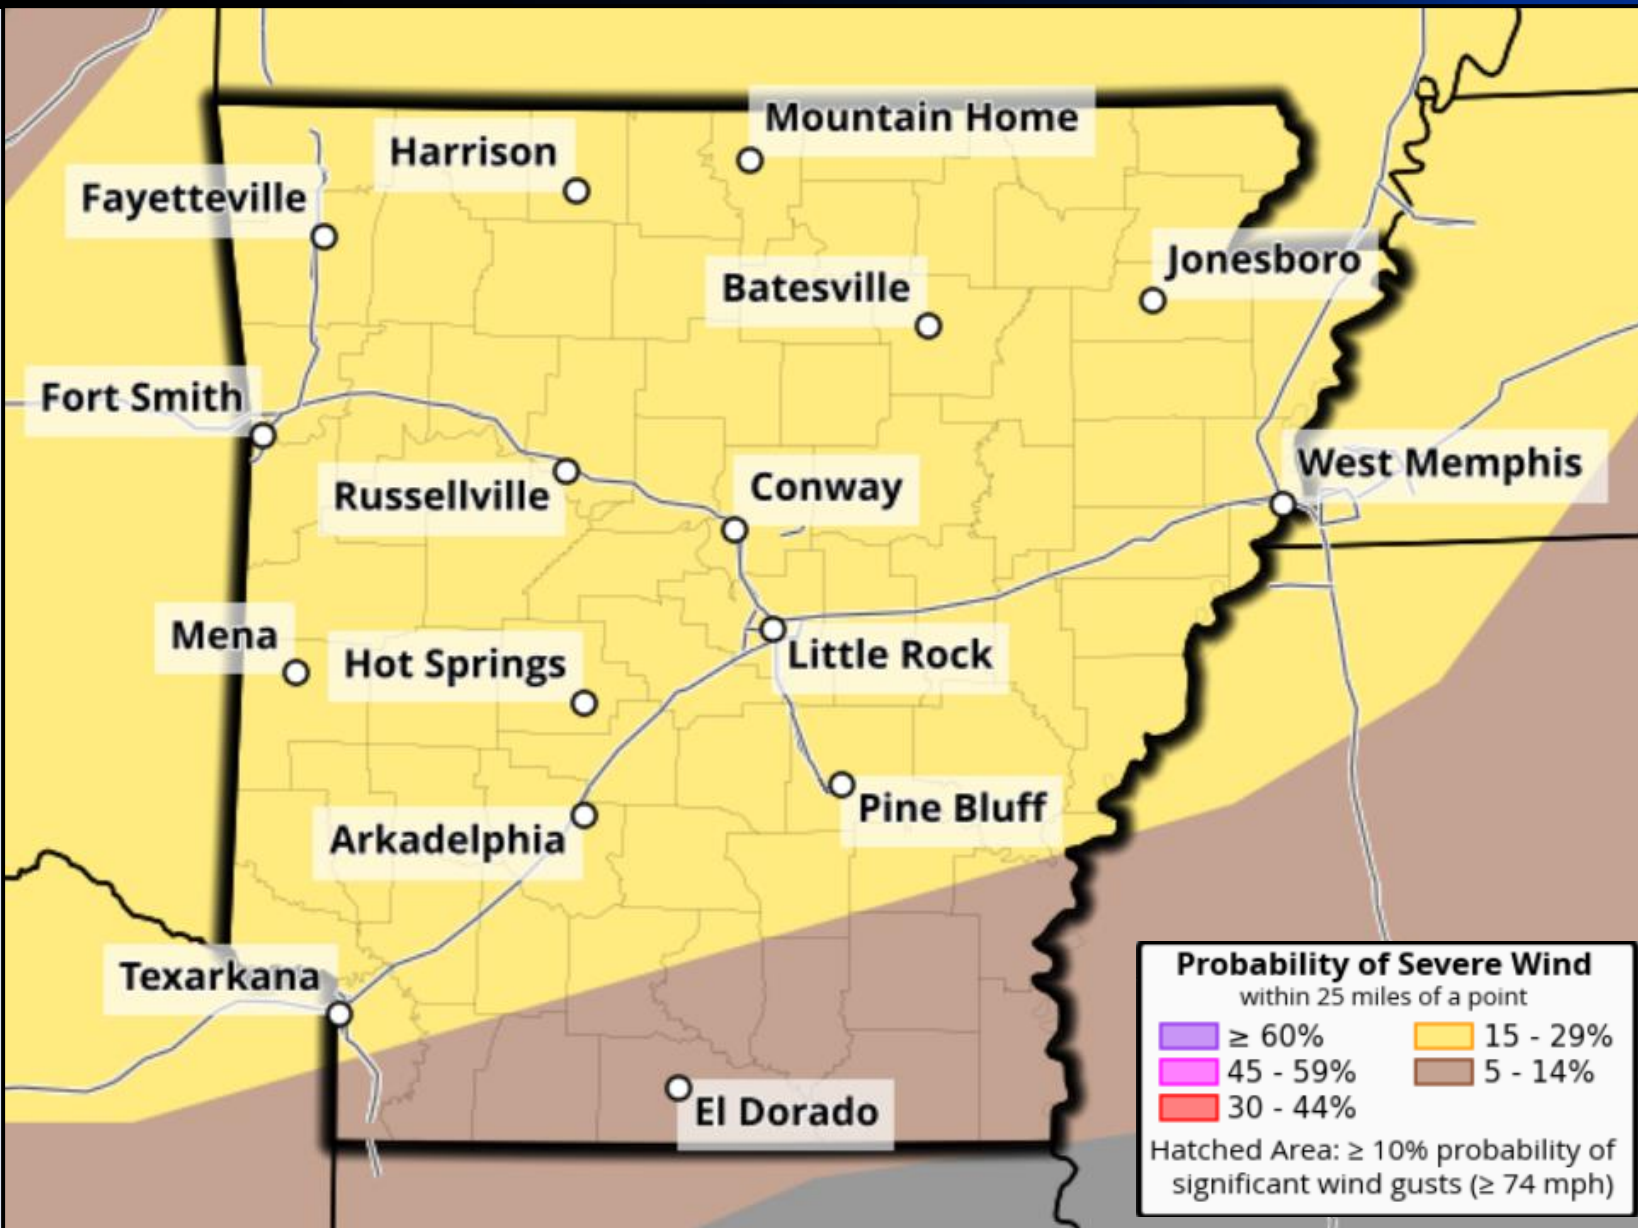 Mountain Home
Harrison
Fayetteville
Jonesboro
Batesville
Fort Smith
West Memphis
Conway
Russellville
Mena
Little Rock
Hot Springs
Pine Bluff
Arkadelphia
Texarkana
El Dorado
Probability of Severe Wind
within 25 miles of a point
≥ 60% 15 - 29%
45 - 59% 5 - 14%
30 - 44%
Hatched Area: ≥ 10% probability of
significant wind gusts (≥ 74 mph)